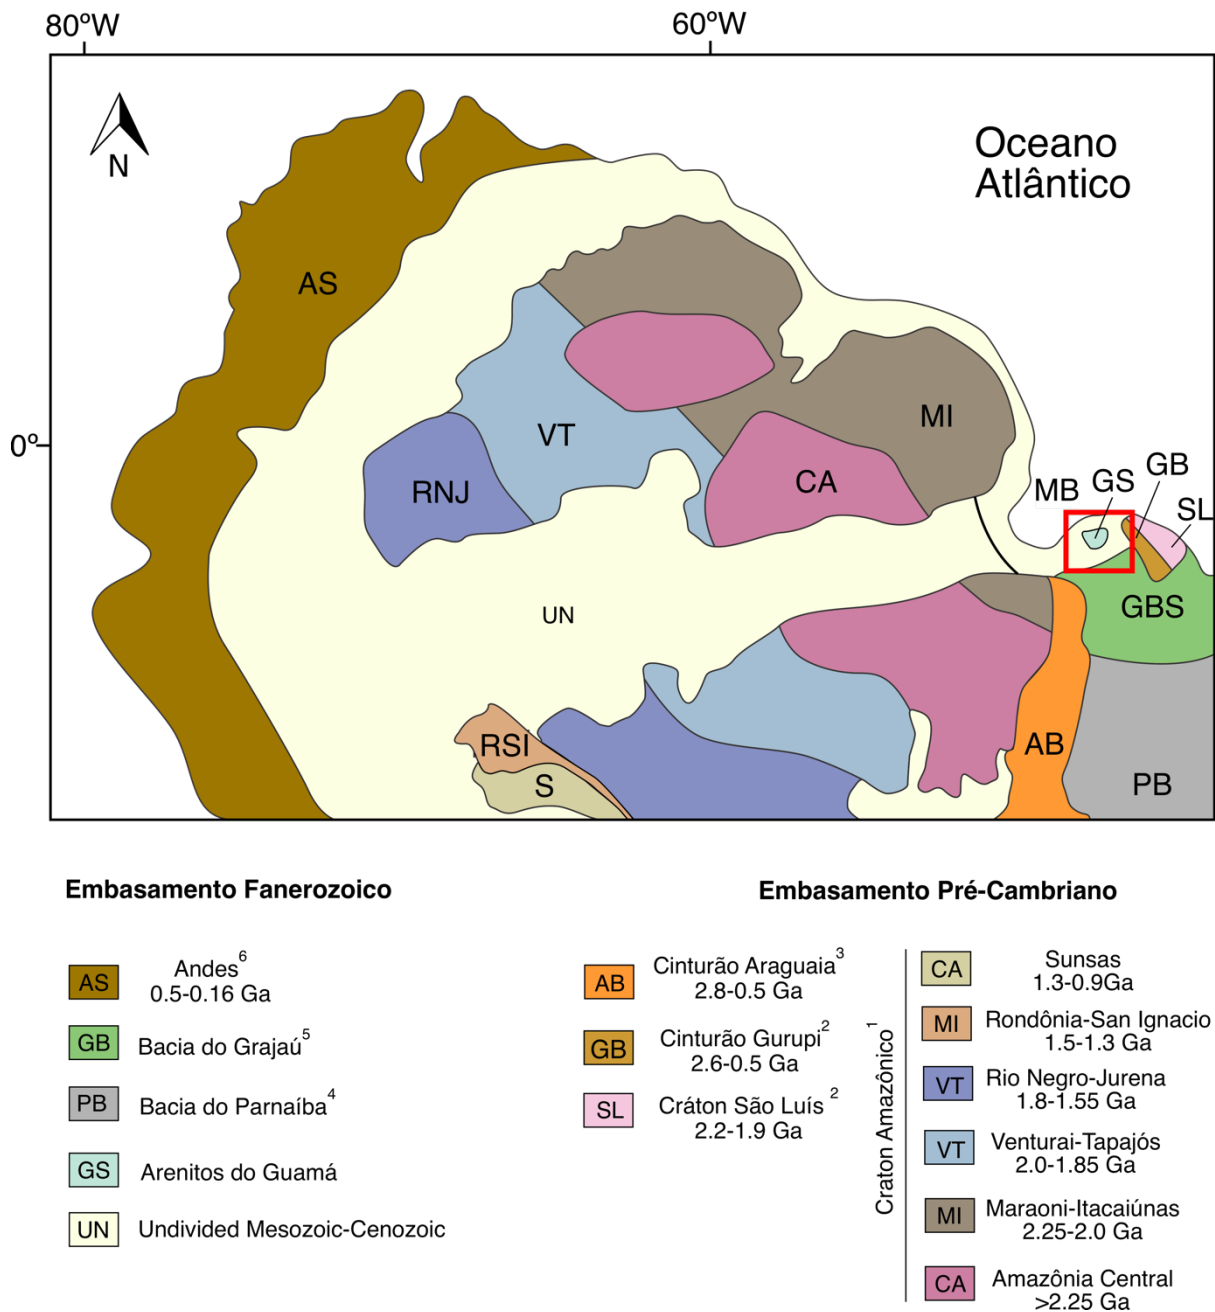 80ºW
60ºW
N
Oceano
Atlântico
AS
0º
VT
MI
RNJ
CA
MB
GS
GB
SL
UN
GBS
RSI
S
AB
PB
Embasamento Fanerozoico
AS
Andes6
0.5-0.16 Ga
GB
Bacia do Grajaú5
PB
Bacia do Parnaíba4
GS
Arenitos do Guamá
UN
Undivided Mesozoic-Cenozoic
Embasamento Pré-Cambriano
AB
Cinturão Araguaia3
2.8-0.5 Ga
GB
Cinturão Gurupi2
2.6-0.5 Ga
SL
Cráton São Luís 2
2.2-1.9 Ga
Craton Amazônico1
CA
Sunsas
1.3-0.9Ga
MI
Rondônia-San Ignacio
1.5-1.3 Ga
VT
Rio Negro-Jurena
1.8-1.55 Ga
VT
Venturai-Tapajós
2.0-1.85 Ga
MI
Maraoni-Itacaiúnas
2.25-2.0 Ga
CA
Amazônia Central
>2.25 Ga